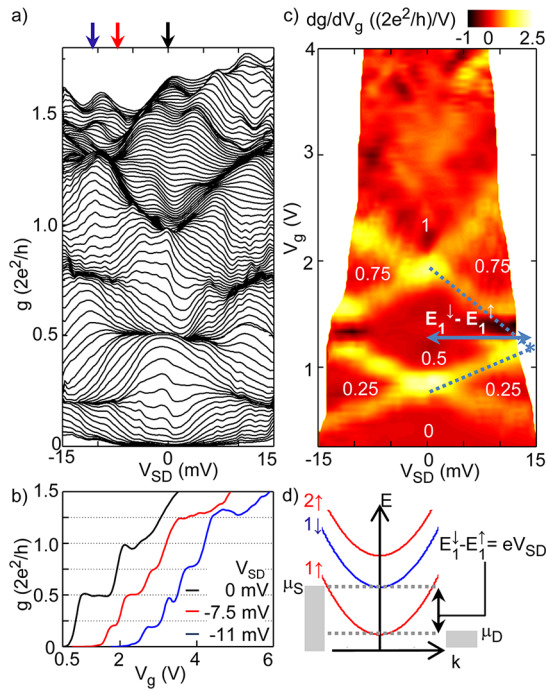 a)
g (2e²/h)
1.5
1.0
0.5
0
-15 0 15
V_SD (mV)
c) dg/dV_g ((2e²/h)/V)
-1 0 2.5
V_g (V)
4
3
2
1
1
0.75 0.75
E₁↓- E₁↑
0.5
0.25 0.25
0
-15 0 15
V_SD (mV)
b)
g (2e²/h)
1.5
1.0
0.5
0
V_SD
0 mV
-7.5 mV
-11 mV
0.5 2 4 6
V_g (V)
d)
E
2↑
1↓
1↑
E₁↓-E₁↑= eV_SD
μ_S
μ_D
k